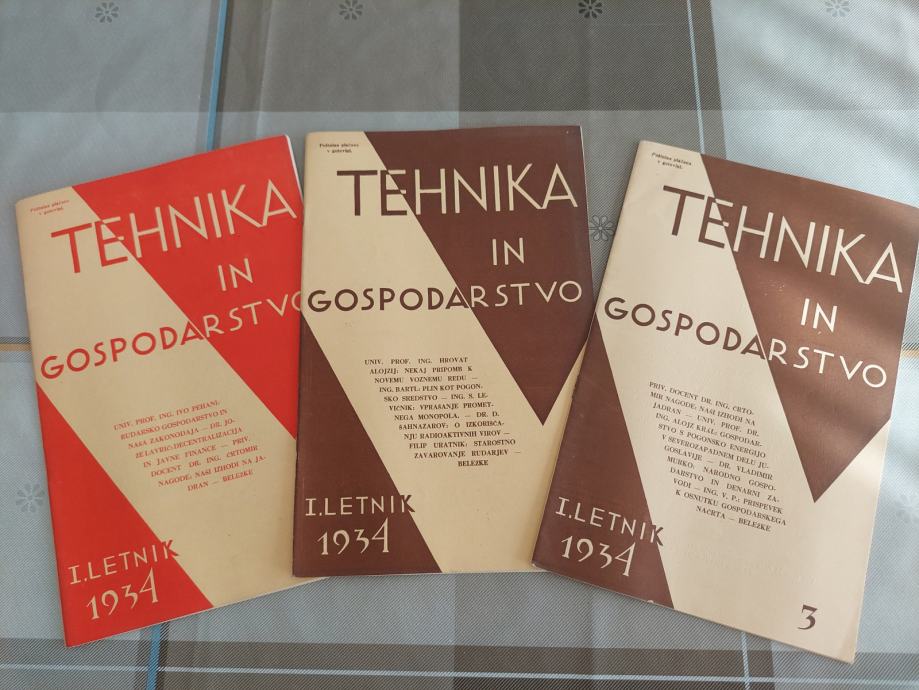 Poštnina plačana
v gotovini.
TEHNIKA
IN
GOSPODARSTVO
UNIV. PROF. ING. IVO PEHANI:
RUDARSKO GOSPODARSTVO IN
NAŠA ZAKONODAJA — DR. JO-
ŽE LAVRIČ: DECENTRALIZACIJA
IN JAVNE FINANCE — PRIV.
DOCENT DR. ING. ČRTOMIR
NAGODE: NAŠI IZHODI NA JA-
DRAN — BELEŽKE
I. LETNIK
1934
Poštnina plačana
v gotovini.
TEHNIKA
IN
GOSPODARSTVO
UNIV. PROF. ING. HROVAT
ALOJZIJ: NEKAJ PRIPOMB K
NOVEMU VOZNEMU REDU —
ING. BARTL: PLIN KOT POGON-
SKO SREDSTVO — ING. S. LE-
VIČNIK: VPRAŠANJE PROMET-
NEGA MONOPOLA. — DR. D.
ŠAHNAZAROV: O IZKORIŠČA-
NJU RADIOAKTIVNIH VIROV —
FILIP URATNIK: STAROSTNO
ZAVAROVANJE RUDARJEV —
BELEŽKE
I. LETNIK
1934
Poštnina plačana
v gotovini.
TEHNIKA
IN
GOSPODARSTVO
PRIV. DOCENT DR. ING. ČRTO-
MIR NAGODE: NAŠI IZHODI NA
JADRAN — UNIV. PROF. DR.
ING. ALOJZ KRAL: GOSPODAR-
STVO S POGONSKO ENERGIJO
V SEVEROZAPADNEM DELU JU-
GOSLAVIJE — DR. VLADIMIR
MURKO: NARODNO GOSPO-
DARSTVO IN DENARNI ZA-
VODI — ING. V. P.: PRISPEVEK
K OSNUTKU GOSPODARSKEGA
NAČRTA — BELEŽKE
I. LETNIK
1934
3